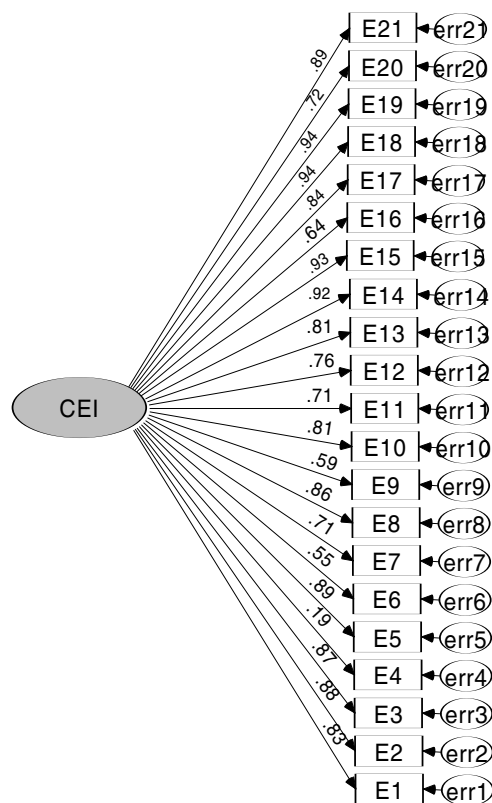 E21 err21
.89
E20 err20
.72
E19 err19
.94
E18 err18
.94
E17 err17
.84
E16 err16
.64
E15 err15
.93
E14 err14
.92
E13 err13
.81
E12 err12
.76
CEI
E11 err11
.71
E10 err10
.81
E9 err9
.59
E8 err8
.86
E7 err7
.71
E6 err6
.55
E5 err5
.89
E4 err4
.19
E3 err3
.87
E2 err2
.88
E1 err1
.83